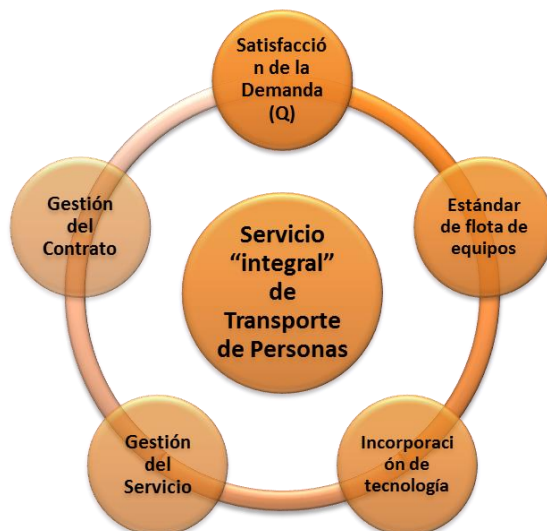 Satisfacció
n de la
Demanda
(Q)
Estándar
de flota de
equipos
Incorporaci
ón de
tecnología
Gestión
del
Servicio
Gestión
del
Contrato
Servicio
“integral”
de
Transporte
de Personas